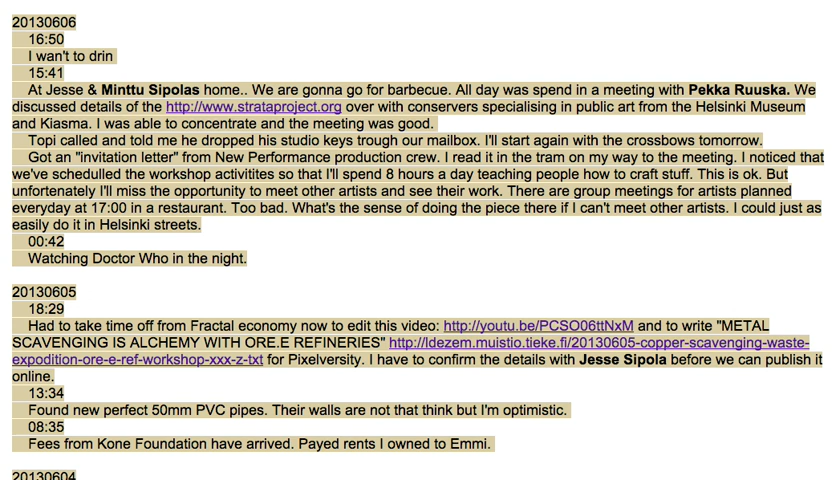 20130606
16:50
I wan't to drin
15:41
At Jesse & Minttu Sipolas home.. We are gonna go for barbecue. All day was spend in a meeting with Pekka Ruuska. We
discussed details of the http://www.strataproject.org over with conservers specialising in public art from the Helsinki Museum
and Kiasma. I was able to concentrate and the meeting was good.
Topi called and told me he dropped his studio keys trough our mailbox. I'll start again with the crossbows tomorrow.
Got an "invitation letter" from New Performance production crew. I read it in the tram on my way to the meeting. I noticed that
we've schedulled the workshop activitites so that I'll spend 8 hours a day teaching people how to craft stuff. This is ok. But
unfortenately I'll miss the opportunity to meet other artists and see their work. There are group meetings for artists planned
everyday at 17:00 in a restaurant. Too bad. What's the sense of doing the piece there if I can't meet other artists. I could just as
easily do it in Helsinki streets.
00:42
Watching Doctor Who in the night.
20130605
18:29
Had to take time off from Fractal economy now to edit this video: http://youtu.be/PCSO06ttNxM and to write "METAL
SCAVENGING IS ALCHEMY WITH ORE.E REFINERIES" http://ldezem.muistio.tieke.fi/20130605-copper-scavenging-waste-
expodition-ore-e-ref-workshop-xxx-z-txt for Pixelversity. I have to confirm the details with Jesse Sipola before we can publish it
online.
13:34
Found new perfect 50mm PVC pipes. Their walls are not that think but I'm optimistic.
08:35
Fees from Kone Foundation have arrived. Payed rents I owned to Emmi.
20130604